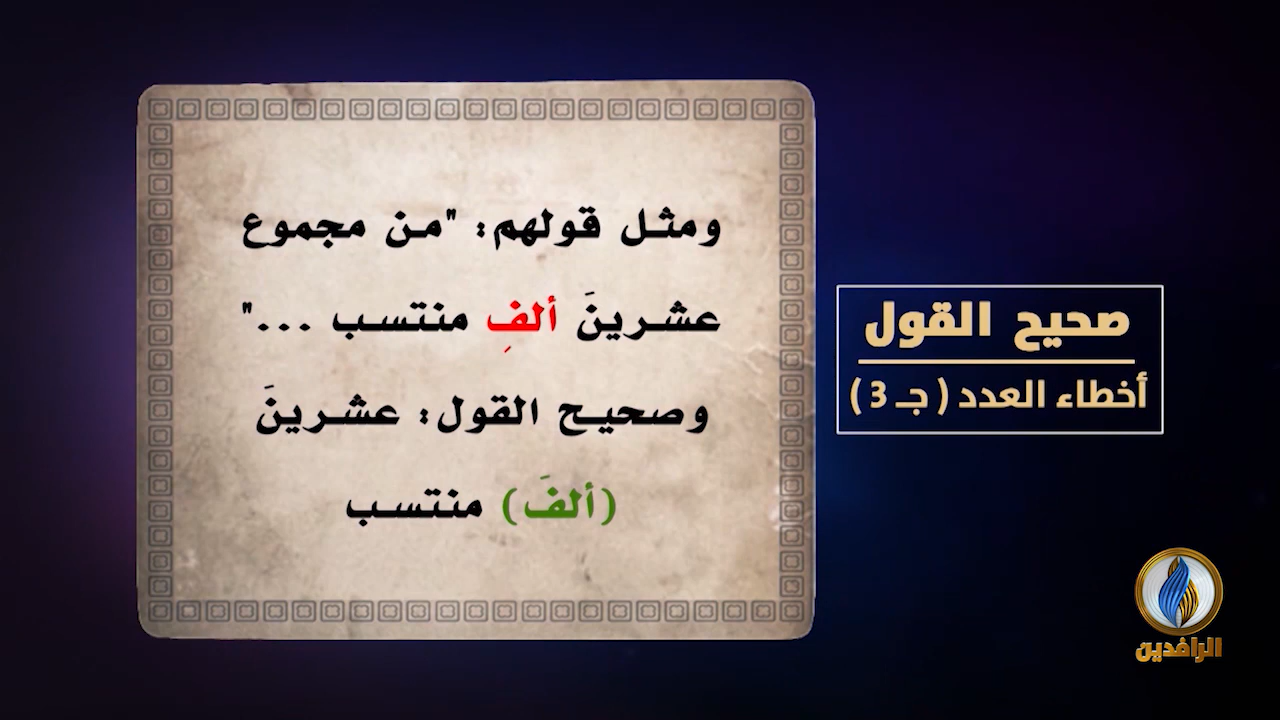 ومثل قولهم: "من مجموع
عشرينَ ألفِ منتسب ..."
وصحيح القول: عشرينَ
(ألفَ) منتسب
صحيح القول
أخطاء العدد ( جـ 3 )
الرافدين